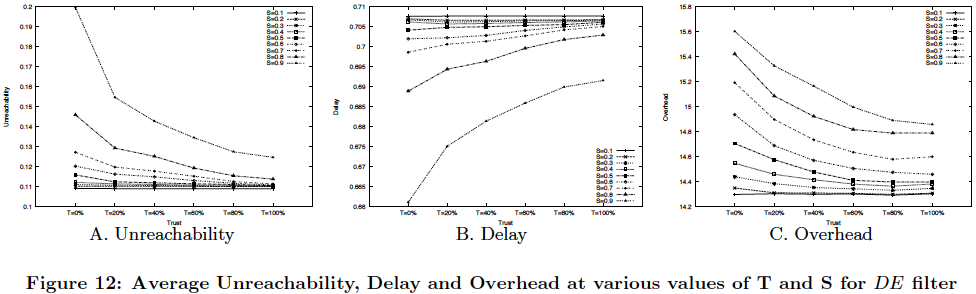 0.2
0.19
0.18
0.17
0.16
0.15
0.14
0.13
0.12
0.11
0.1
Unreachability
S=0.1
S=0.2
S=0.3
S=0.4
S=0.5
S=0.6
S=0.7
S=0.8
S=0.9
T=0% T=20% T=40% T=60% T=80% T=100%
Trust
A. Unreachability
0.71
0.705
0.7
0.695
0.69
0.685
0.68
0.675
0.67
0.665
0.66
Delay
S=0.1
S=0.2
S=0.3
S=0.4
S=0.5
S=0.6
S=0.7
S=0.8
S=0.9
T=0% T=20% T=40% T=60% T=80% T=100%
Trust
B. Delay
15.8
15.6
15.4
15.2
15
14.8
14.6
14.4
14.2
Overhead
S=0.1
S=0.2
S=0.3
S=0.4
S=0.5
S=0.6
S=0.7
S=0.8
S=0.9
T=0% T=20% T=40% T=60% T=80% T=100%
Trust
C. Overhead
Figure 12: Average Unreachability, Delay and Overhead at various values of T and S for DE filter